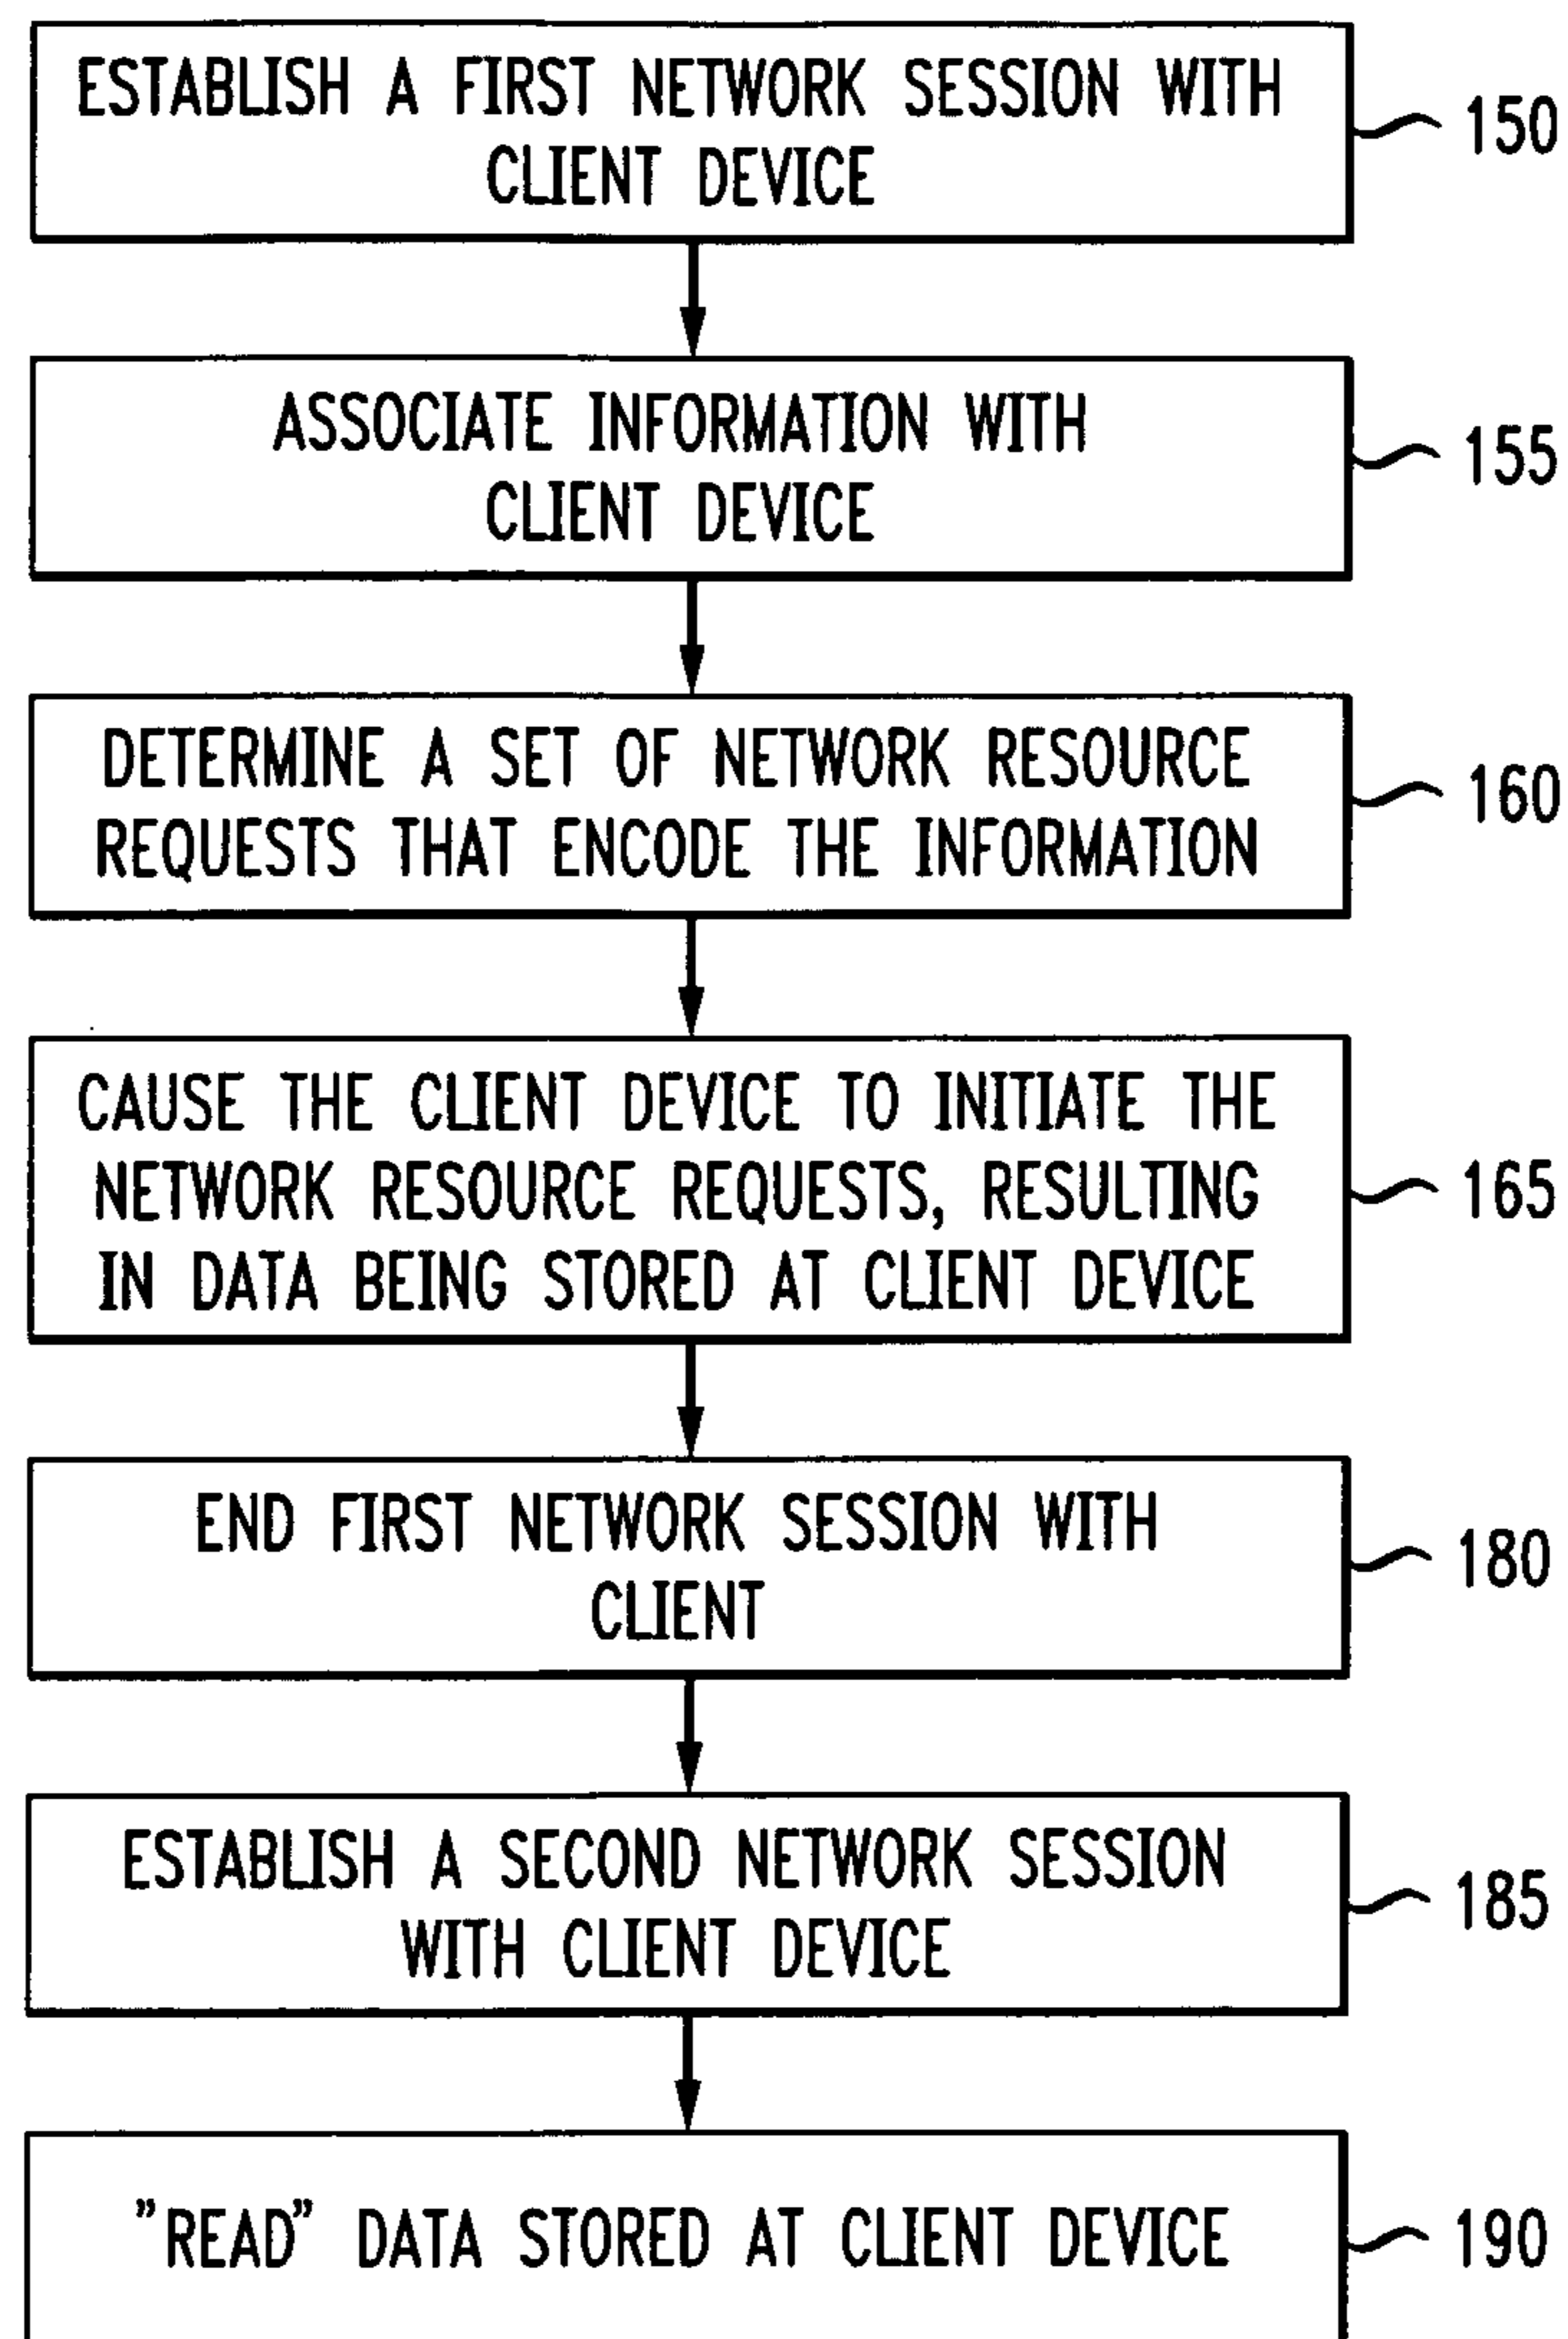 ESTABLISH A FIRST NETWORK SESSION WITH
CLIENT DEVICE
150
ASSOCIATE INFORMATION WITH
CLIENT DEVICE
155
DETERMINE A SET OF NETWORK RESOURCE
REQUESTS THAT ENCODE THE INFORMATION
160
CAUSE THE CLIENT DEVICE TO INITIATE THE
NETWORK RESOURCE REQUESTS, RESULTING
IN DATA BEING STORED AT CLIENT DEVICE
165
END FIRST NETWORK SESSION WITH
CLIENT
180
ESTABLISH A SECOND NETWORK SESSION
WITH CLIENT DEVICE
185
”READ” DATA STORED AT CLIENT DEVICE
190